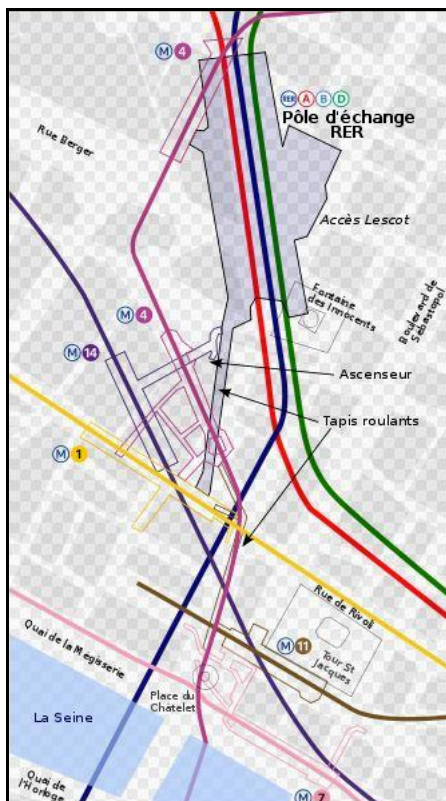 M 4
RER A B D
Pôle d'échange
RER
Rue Berger
Accès Lescot
Fontaine
des Innocents
Boulevard de
Sébastopol
M 4
M 14
Ascenseur
Tapis roulants
M 1
Rue de Rivoli
Quai de la Mégisserie
M 11
Tour St
Jacques
Place du
Châtelet
La Seine
Quai de
l'Horloge
M 7